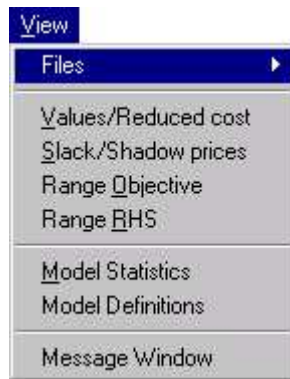 View
Files
Values/Reduced cost
Slack/Shadow prices
Range Objective
Range RHS
Model Statistics
Model Definitions
Message Window